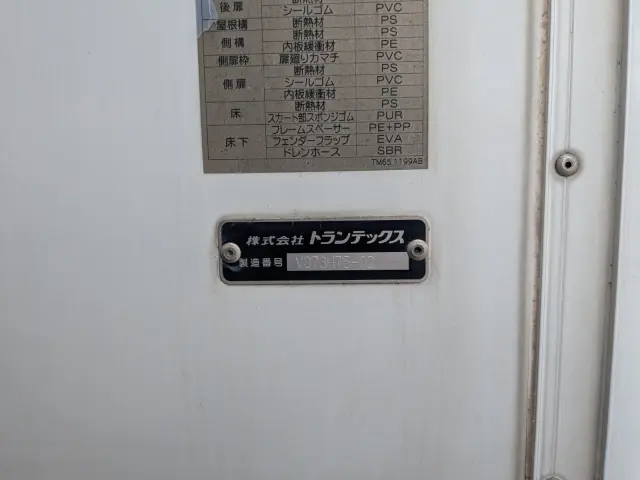 断熱材
後扉 シールゴム PVC
屋根構 断熱材 PS
側構 断熱材 PS
内板緩衝材 PE
側扉枠 扉廻りカマチ PVC
断熱材 PS
側扉 シールゴム PVC
内板緩衝材 PE
床 断熱材 PS
スカート部スポンジゴム PUR
床下 フレームスペーサー PE+PP
フェンダーフラップ EVA
ドレンホース SBR
TM65 1199AB
株式会社 トランテックス
製造番号